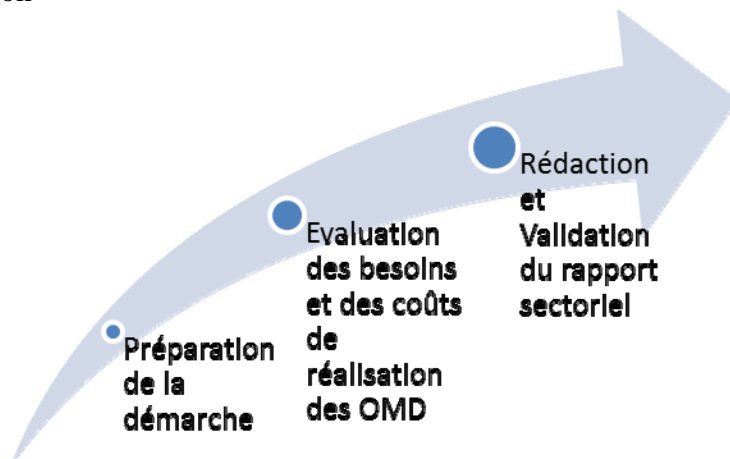 Préparation
de la
démarche
Evaluation
des besoins
et des coûts
de
réalisation
des OMD
Rédaction
et
Validation
du rapport
sectoriel